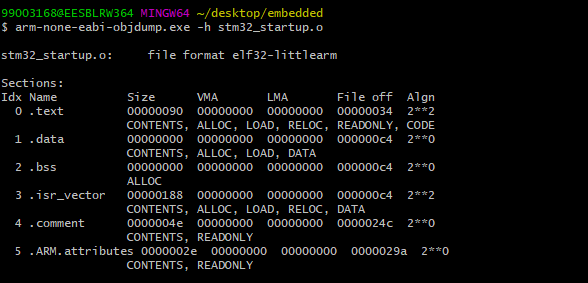 99003168@EESBLRW364 MINGW64 ~/desktop/embedded
$ arm-none-eabi-objdump.exe -h stm32_startup.o
stm32_startup.o:     file format elf32-littlearm
Sections:
Idx Name          Size      VMA       LMA       File off  Algn
  0 .text         00000090  00000000  00000000  00000034  2**2
                  CONTENTS, ALLOC, LOAD, RELOC, READONLY, CODE
  1 .data         00000000  00000000  00000000  000000c4  2**0
                  CONTENTS, ALLOC, LOAD, DATA
  2 .bss          00000000  00000000  00000000  000000c4  2**0
                  ALLOC
  3 .isr_vector   00000188  00000000  00000000  000000c4  2**2
                  CONTENTS, ALLOC, LOAD, RELOC, DATA
  4 .comment      0000004e  00000000  00000000  0000024c  2**0
                  CONTENTS, READONLY
  5 .ARM.attributes 0000002e  00000000  00000000  0000029a  2**0
                  CONTENTS, READONLY